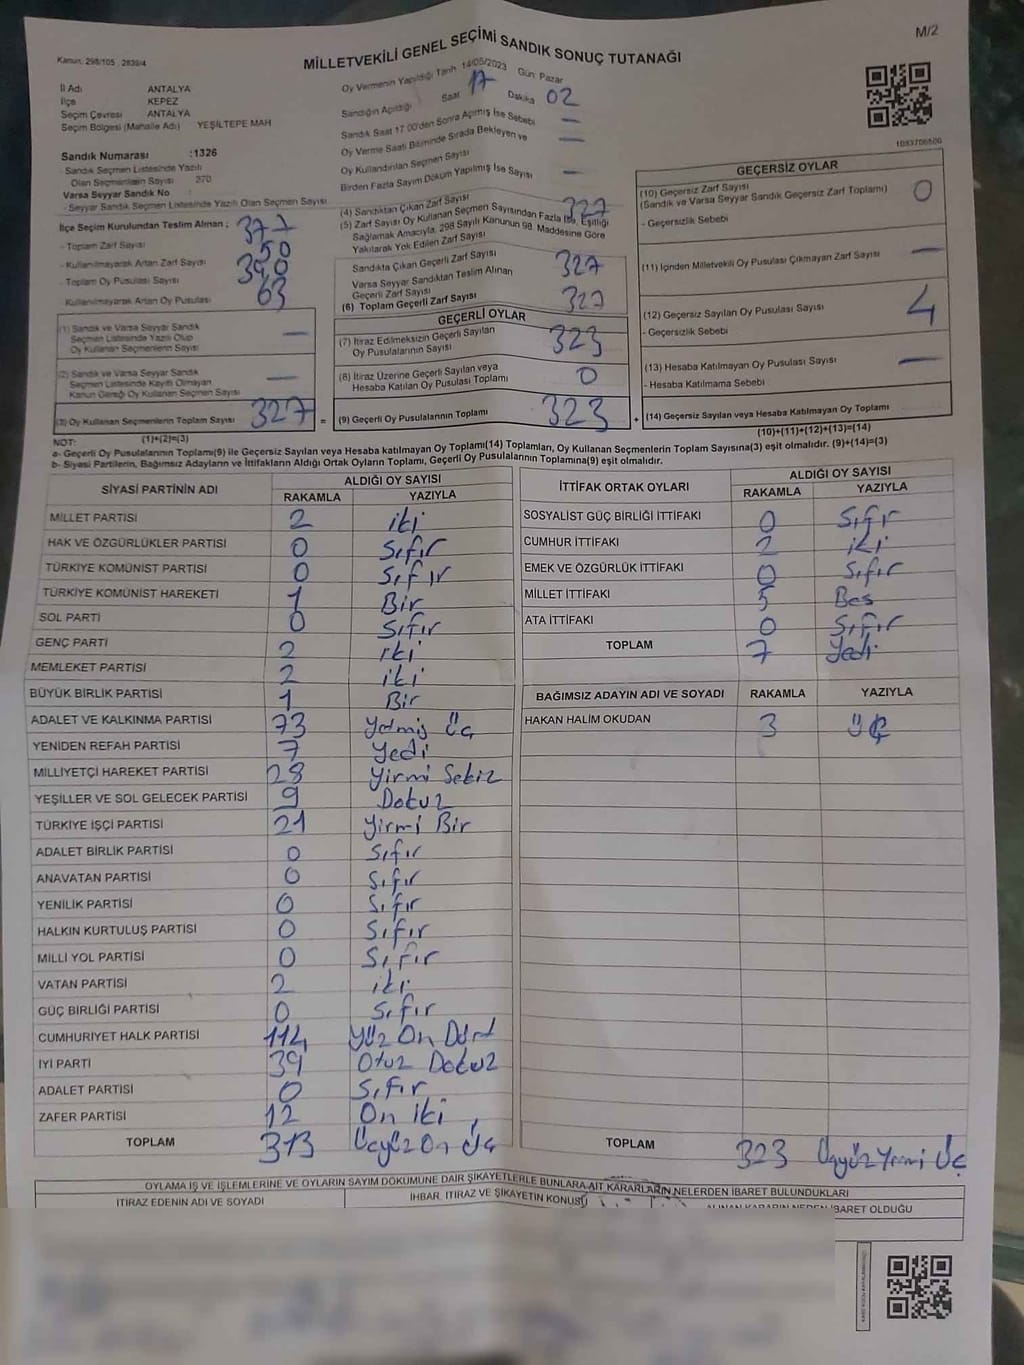 M/2
Kanun. 298/105 , 2839/4
MİLLETVEKİLİ GENEL SEÇİMİ SANDIK SONUÇ TUTANAĞI
İl Adı ANTALYA
İlçe KEPEZ
Seçim Çevresi ANTALYA
Seçim Bölgesi (Mahalle Adı) YEŞİLTEPE MAH
Sandık Numarası :1326
Sandık Seçmen Listesinde Yazılı
Olan Seçmenlerin Sayısı 370
Varsa Seyyar Sandık No :
Seyyar Sandık Seçmen Listesinde Yazılı Olan Seçmen Sayısı
İlçe Seçim Kurulundan Teslim Alınan ;
- Toplam Zarf Sayısı 377
- Kullanılmayarak Artan Zarf Sayısı 50
- Toplam Oy Pusulası Sayısı 390
Kullanılmayarak Artan Oy Pusulası 63
(1) Sandık ve Varsa Seyyar Sandık
Seçmen Listesinde Yazılı Olup
Oy Kullanan Seçmenlerin Sayısı —
(2) Sandık ve Varsa Seyyar Sandık
Seçmen Listesinde Kayıtlı Olmayan
Kanun Gereği Oy Kullanan Seçmen Sayısı —
(3) Oy Kullanan Seçmenlerin Toplam Sayısı 327 =
(1)+(2)=(3)
Oy Vermenin Yapıldığı Tarih 14/05/2023 Gün: Pazar
Sandığın Açıldığı Saat 17 Dakika 02
Sandık Saat 17.00'den Sonra Açılmış İse Sebebi —
Oy Verme Saati Bitiminde Sırada Bekleyen ve
Oy Kullandırılan Seçmen Sayısı —
Birden Fazla Sayım Döküm Yapılmış İse Sayısı —
(4) Sandıktan Çıkan Zarf Sayısı 327
(5) Zarf Sayısı Oy Kullanan Seçmen Sayısından Fazla İse, Eşitliği
Sağlamak Amacıyla, 298 Sayılı Kanunun 98. Maddesine Göre
Yakılarak Yok Edilen Zarf Sayısı
Sandıkta Çıkan Geçerli Zarf Sayısı 327
Varsa Seyyar Sandıktan Teslim Alınan
Geçerli Zarf Sayısı
(6) Toplam Geçerli Zarf Sayısı 327
GEÇERLİ OYLAR
(7) İtiraz Edilmeksizin Geçerli Sayılan
Oy Pusulalarının Sayısı 323
(8) İtiraz Üzerine Geçerli Sayılan veya
Hesaba Katılan Oy Pusulası Toplamı 0
(9) Geçerli Oy Pusulalarının Toplamı 323 +
1083706500
GEÇERSİZ OYLAR
(10) Geçersiz Zarf Sayısı
(Sandık ve Varsa Seyyar Sandık Geçersiz Zarf Toplamı) 0
- Geçersizlik Sebebi
(11) İçinden Milletvekili Oy Pusulası Çıkmayan Zarf Sayısı —
(12) Geçersiz Sayılan Oy Pusulası Sayısı 4
- Geçersizlik Sebebi
(13) Hesaba Katılmayan Oy Pusulası Sayısı —
- Hesaba Katılmama Sebebi
(14) Geçersiz Sayılan veya Hesaba Katılmayan Oy Toplamı
(10)+(11)+(12)+(13)=(14)
NOT:
a- Geçerli Oy Pusulalarının Toplamı(9) ile Geçersiz Sayılan veya Hesaba katılmayan Oy Toplamı(14) Toplamları, Oy Kullanan Seçmenlerin Toplam Sayısına(3) eşit olmalıdır. (9)+(14)=(3)
b- Siyasi Partilerin, Bağımsız Adayların ve İttifakların Aldığı Ortak Oyların Toplamı, Geçerli Oy Pusulalarının Toplamına(9) eşit olmalıdır.
SİYASİ PARTİNİN ADI ALDIĞI OY SAYISI
RAKAMLA YAZIYLA
MİLLET PARTİSİ 2 iki
HAK VE ÖZGÜRLÜKLER PARTİSİ 0 Sıfır
TÜRKİYE KOMÜNİST PARTİSİ 0 Sıfır
TÜRKİYE KOMÜNİST HAREKETİ 1 Bir
SOL PARTİ 0 Sıfır
GENÇ PARTİ 2 iki
MEMLEKET PARTİSİ 2 iki
BÜYÜK BİRLİK PARTİSİ 1 Bir
ADALET VE KALKINMA PARTİSİ 73 Yetmiş Üç
YENİDEN REFAH PARTİSİ 7 Yedi
MİLLİYETÇİ HAREKET PARTİSİ 28 Yirmi Sekiz
YEŞİLLER VE SOL GELECEK PARTİSİ 9 Dokuz
TÜRKİYE İŞÇİ PARTİSİ 21 Yirmi Bir
ADALET BİRLİK PARTİSİ 0 Sıfır
ANAVATAN PARTİSİ 0 Sıfır
YENİLİK PARTİSİ 0 Sıfır
HALKIN KURTULUŞ PARTİSİ 0 Sıfır
MİLLİ YOL PARTİSİ 0 Sıfır
VATAN PARTİSİ 2 iki
GÜÇ BİRLİĞİ PARTİSİ 0 Sıfır
CUMHURİYET HALK PARTİSİ 114 Yüz On Dört
İYİ PARTİ 39 Otuz Dokuz
ADALET PARTİSİ 0 Sıfır
ZAFER PARTİSİ 12 On iki
TOPLAM 313 Üçyüz On Üç
İTTİFAK ORTAK OYLARI ALDIĞI OY SAYISI
RAKAMLA YAZIYLA
SOSYALİST GÜÇ BİRLİĞİ İTTİFAKI 0 Sıfır
CUMHUR İTTİFAKI 2 iki
EMEK VE ÖZGÜRLÜK İTTİFAKI 0 Sıfır
MİLLET İTTİFAKI 5 Beş
ATA İTTİFAKI 0 Sıfır
TOPLAM 7 Yedi
BAĞIMSIZ ADAYIN ADI VE SOYADI RAKAMLA YAZIYLA
HAKAN HALİM OKUDAN 3 ÜÇ
TOPLAM 323 Üçyüz Yirmi Üç
OYLAMA İŞ VE İŞLEMLERİNE VE OYLARIN SAYIM DÖKÜMÜNE DAİR ŞİKAYETLERLE BUNLARA AİT KARARLARIN NELERDEN İBARET BULUNDUKLARI
İTİRAZ EDENİN ADI VE SOYADI İHBAR, İTİRAZ VE ŞİKAYETİN KONUSU ALINAN KARARIN NEDEN İBARET OLDUĞU